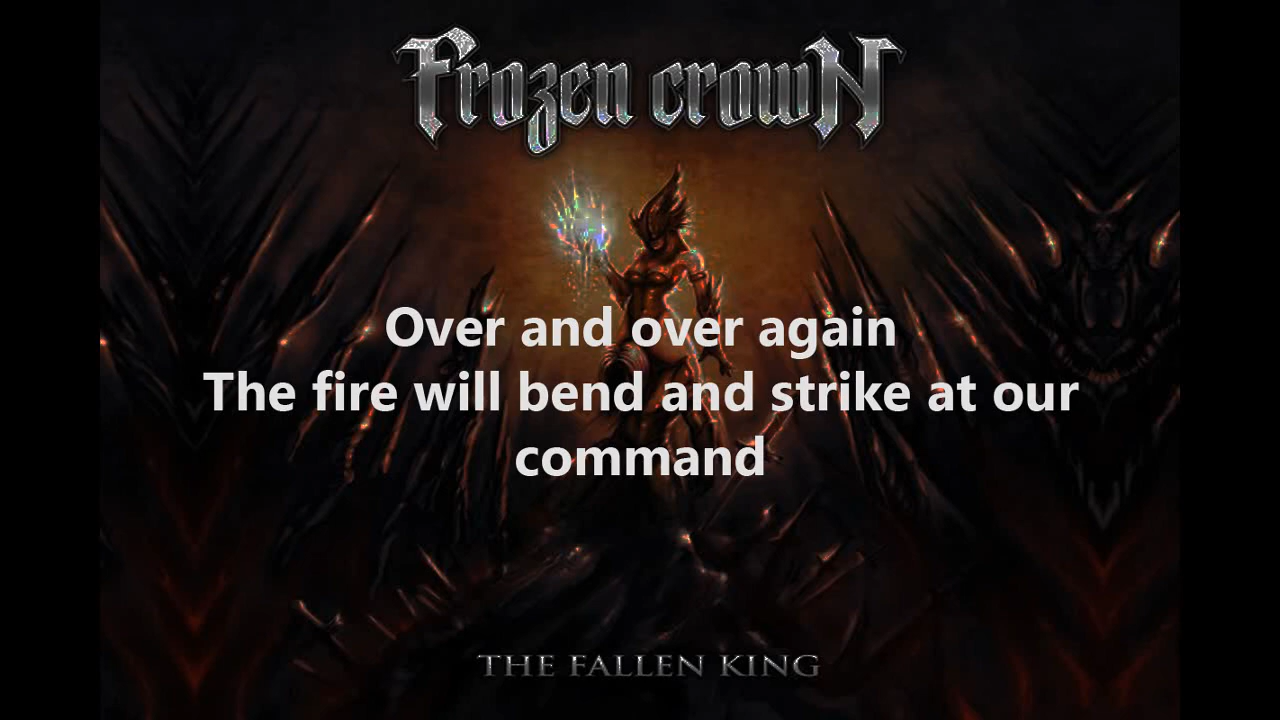 Frozen crowN
Over and over again
The fire will bend and strike at our
command
THE FALLEN KING